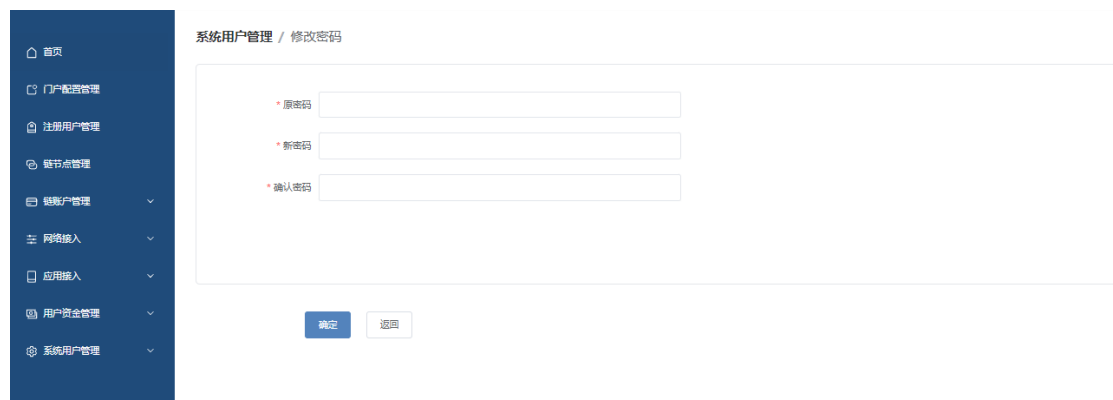 首页
门户配置管理
注册用户管理
链节点管理
链账户管理
网络接入
应用接入
用户资金管理
系统用户管理
系统用户管理 / 修改密码
* 原密码
* 新密码
* 确认密码
确定
返回